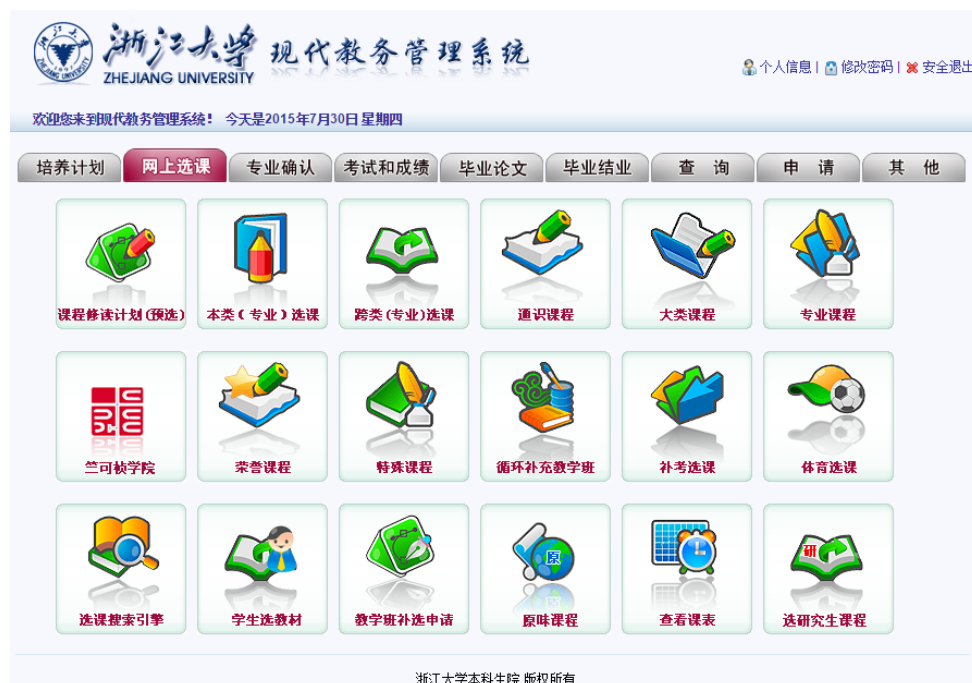 浙江大学 现代教务管理系统
ZHEJIANG UNIVERSITY
个人信息 | 修改密码 | 安全退出
欢迎您来到现代教务管理系统！ 今天是2015年7月30日 星期四
培养计划 网上选课 专业确认 考试和成绩 毕业论文 毕业结业 查 询 申 请 其 他
课程修读计划(预选) 本类(专业)选课 跨类(专业)选课 通识课程 大类课程 专业课程
竺可桢学院 荣誉课程 特殊课程 循环补充教学班 补考选课 体育选课
原
研
选课搜索引擎 学生选教材 教学班补选申请 原味课程 查看课表 选研究生课程
浙江大学本科生院 版权所有